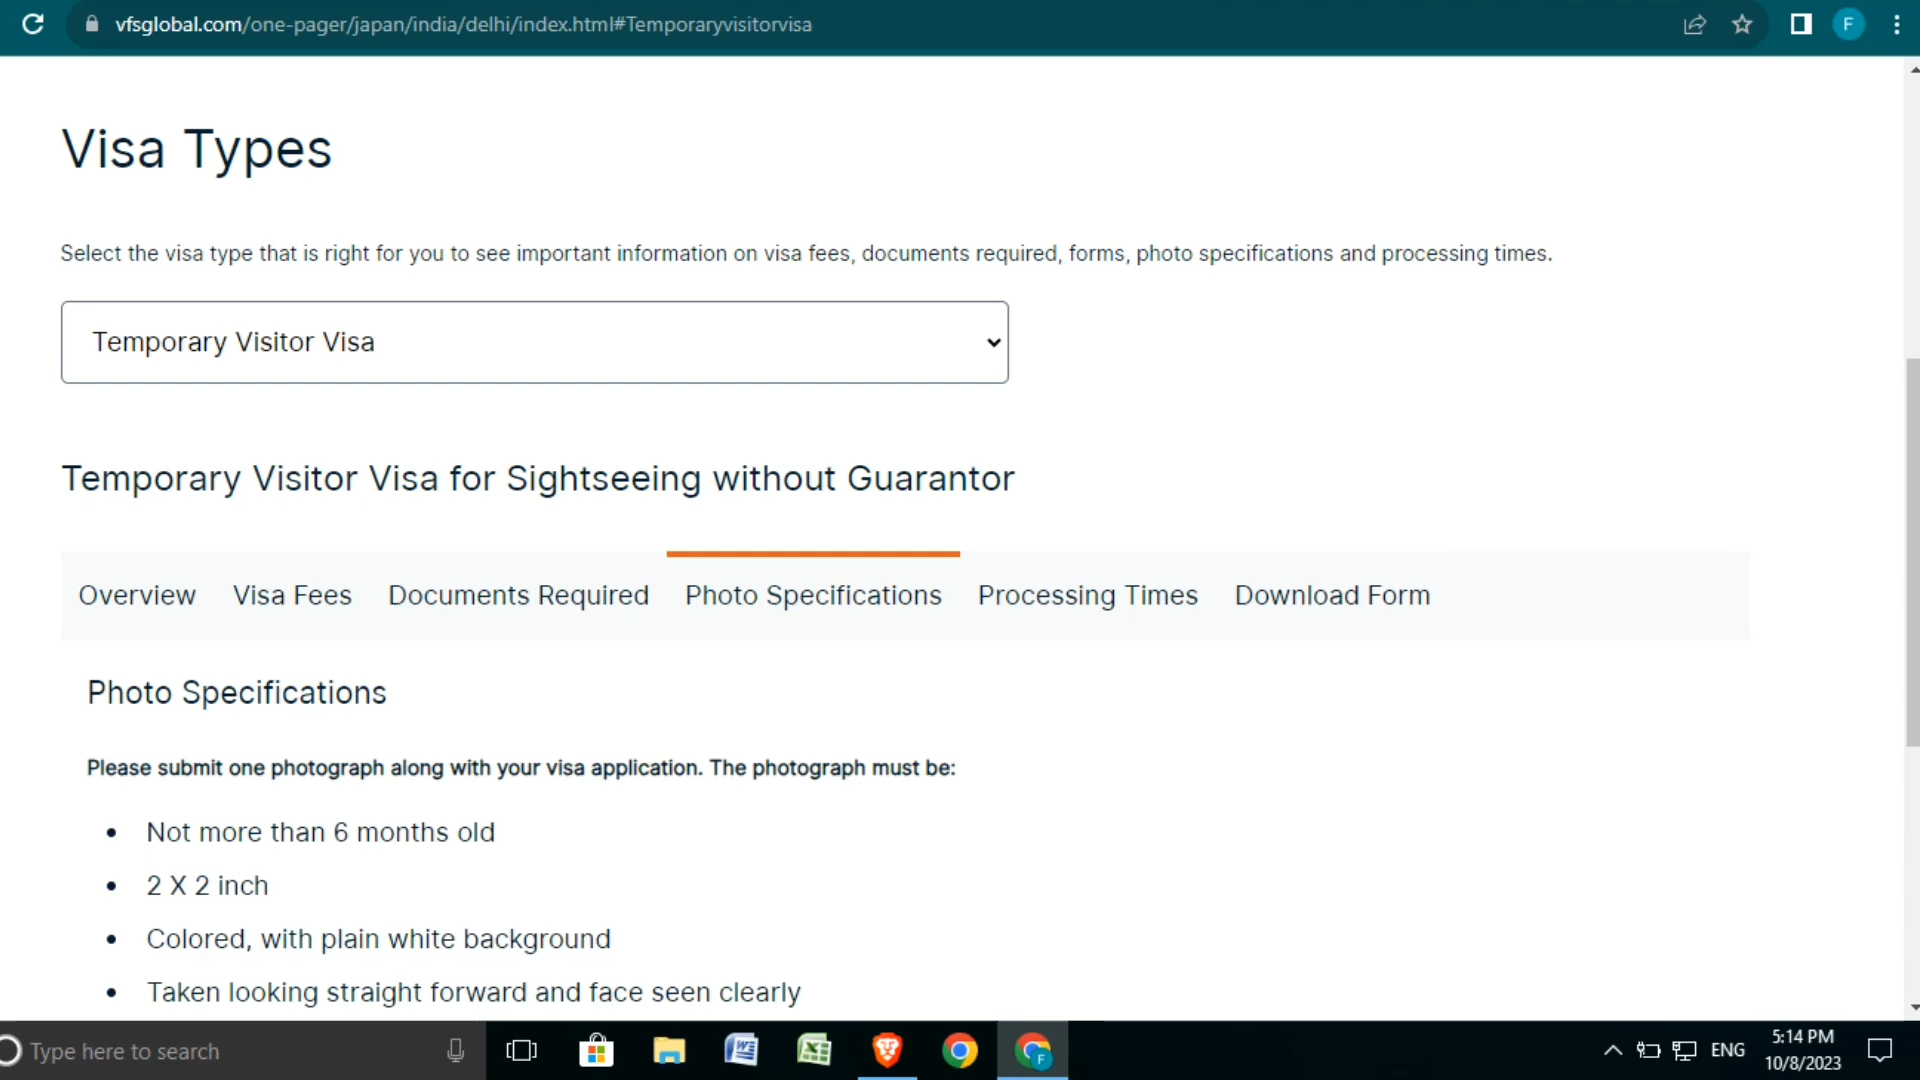 vfsglobal.com/one-pager/japan/india/delhi/index.html#Temporaryvisitorvisa
F
Visa Types
Select the visa type that is right for you to see important information on visa fees, documents required, forms, photo specifications and processing times.
Temporary Visitor Visa
Temporary Visitor Visa for Sightseeing without Guarantor
Overview Visa Fees Documents Required Photo Specifications Processing Times Download Form
Photo Specifications
Please submit one photograph along with your visa application. The photograph must be:
• Not more than 6 months old
• 2 X 2 inch
• Colored, with plain white background
• Taken looking straight forward and face seen clearly
Type here to search
F
ENG
5:14 PM
10/8/2023